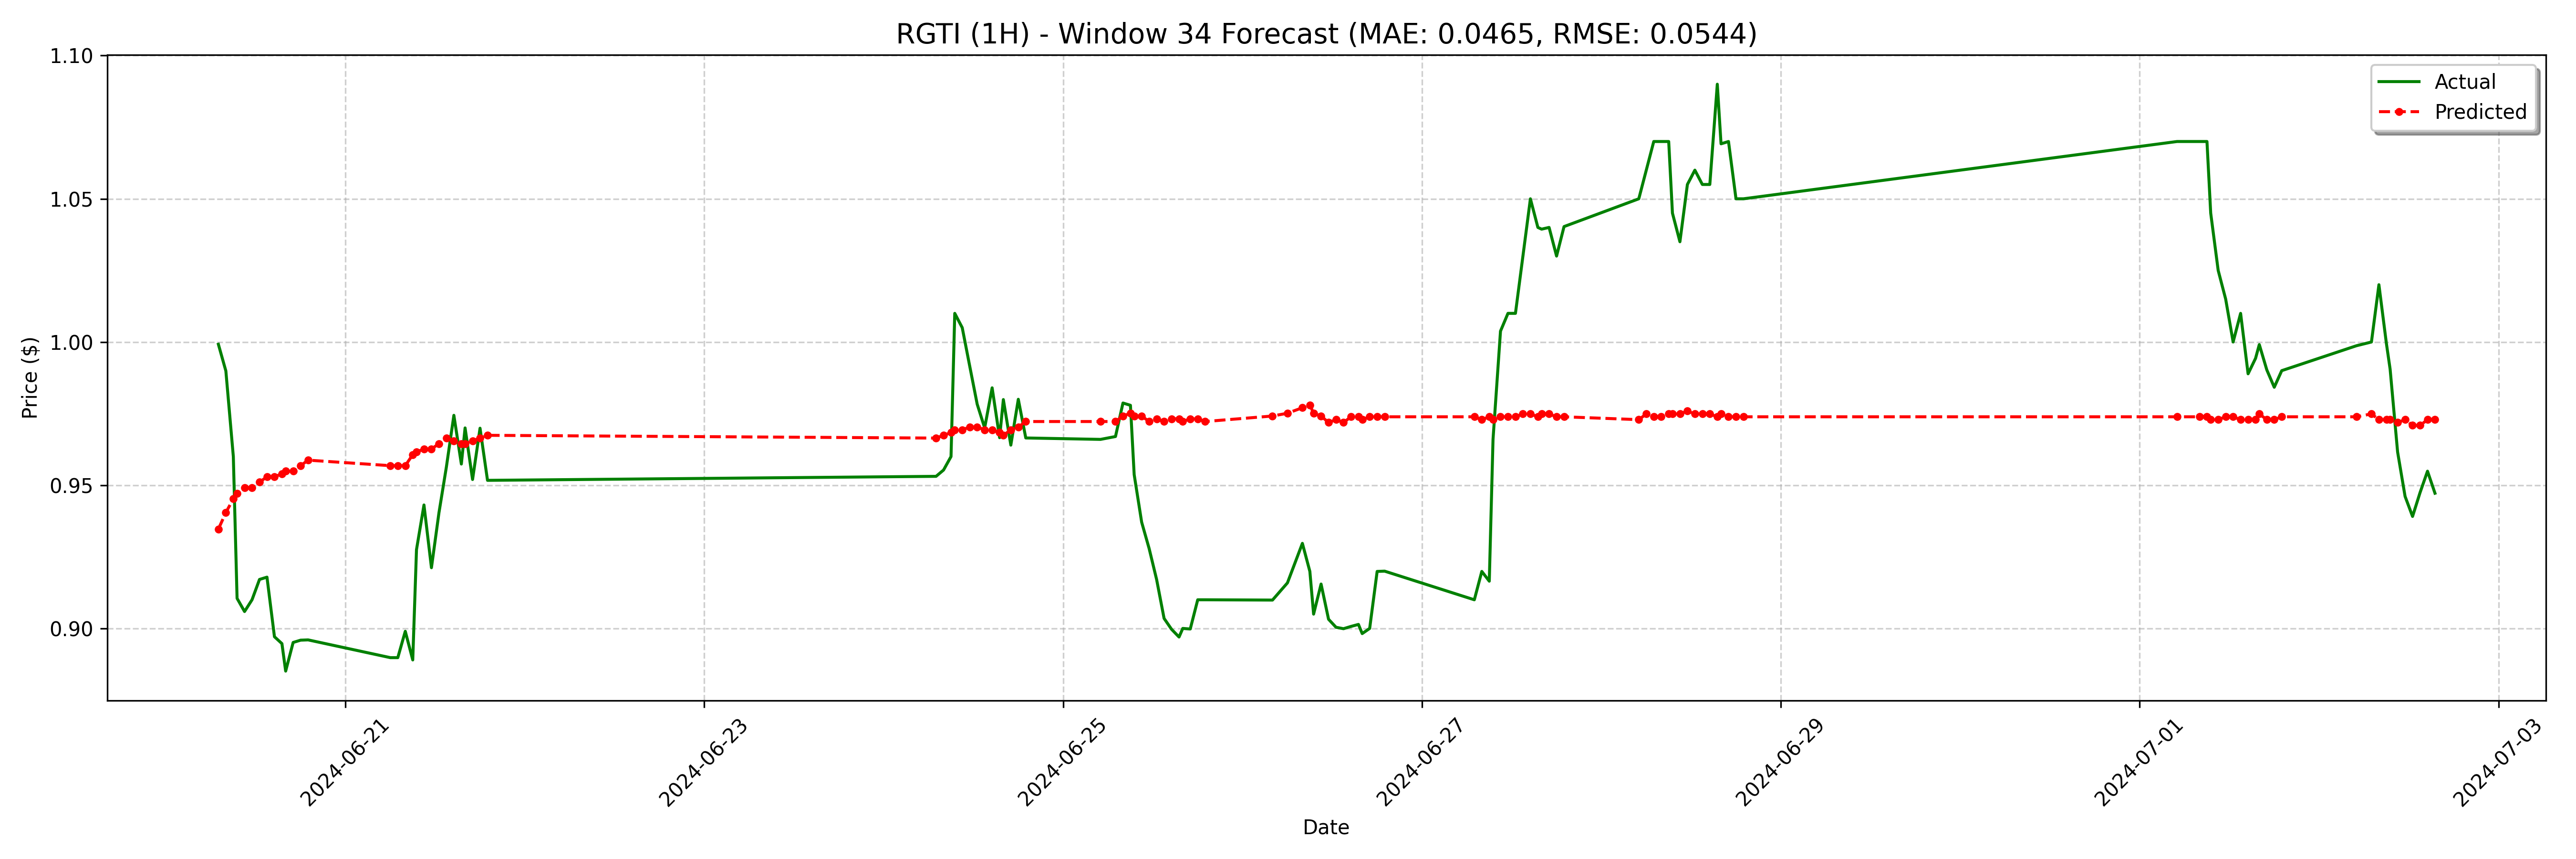 RGTI (1H) - Window 34 Forecast (MAE: 0.0465, RMSE: 0.0544)
Price ($)
1.10
1.05
1.00
0.95
0.90
Actual
Predicted
2024-06-21
2024-06-23
2024-06-25
2024-06-27
2024-06-29
2024-07-01
2024-07-03
Date